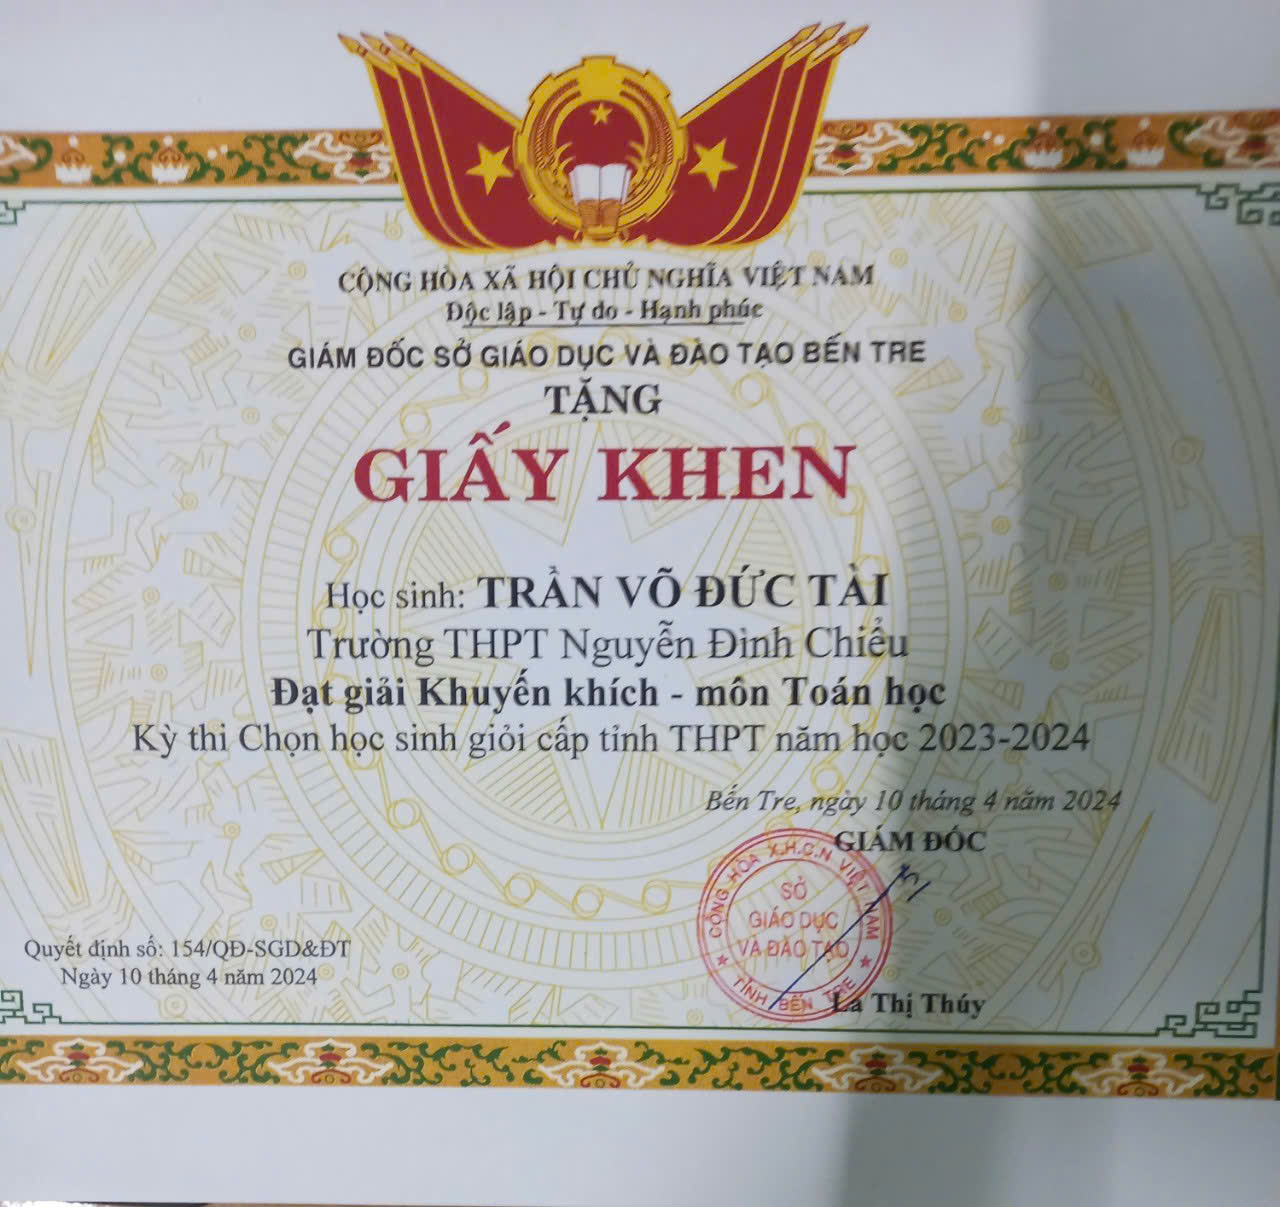 CỘNG HÒA XÃ HỘI CHỦ NGHĨA VIỆT NAM
Độc lập - Tự do - Hạnh phúc
GIÁM ĐỐC SỞ GIÁO DỤC VÀ ĐÀO TẠO BẾN TRE
TẶNG
GIẤY KHEN
Học sinh: TRẦN VÕ ĐỨC TÀI
Trường THPT Nguyễn Đình Chiểu
Đạt giải Khuyến khích - môn Toán học
Kỳ thi Chọn học sinh giỏi cấp tỉnh THPT năm học 2023-2024
Bến Tre, ngày 10 tháng 4 năm 2024
GIÁM ĐỐC
CỘNG HÒA X.H.C.N VIỆT NAM
SỞ
GIÁO DỤC
VÀ ĐÀO TẠO
TỈNH BẾN TRE
La Thị Thúy
Quyết định số: 154/QĐ-SGD&ĐT
Ngày 10 tháng 4 năm 2024